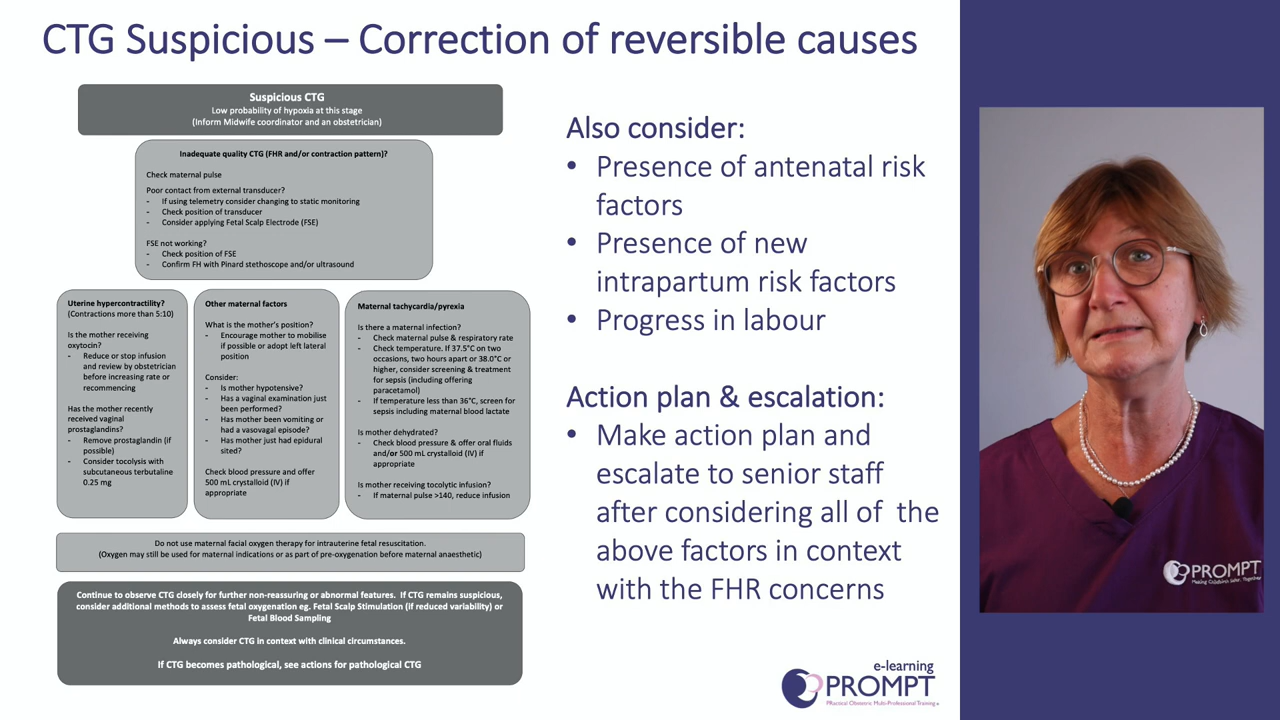 CTG Suspicious – Correction of reversible causes
Suspicious CTG
Low probability of hypoxia at this stage
(Inform Midwife coordinator and an obstetrician)
Inadequate quality CTG (FHR and/or contraction pattern)?
Check maternal pulse
Poor contact from external transducer?
- If using telemetry consider changing to static monitoring
- Check position of transducer
- Consider applying Fetal Scalp Electrode (FSE)
FSE not working?
- Check position of FSE
- Confirm FH with Pinard stethoscope and/or ultrasound
Uterine hypercontractility?
(Contractions more than 5:10)
Is the mother receiving
oxytocin?
- Reduce or stop infusion
and review by obstetrician
before increasing rate or
recommencing
Has the mother recently
received vaginal
prostaglandins?
- Remove prostaglandin (if
possible)
- Consider tocolysis with
subcutaneous terbutaline
0.25 mg
Other maternal factors
What is the mother's position?
- Encourage mother to mobilise
if possible or adopt left lateral
position
Consider:
- Is mother hypotensive?
- Has a vaginal examination just
been performed?
- Has mother been vomiting or
had a vasovagal episode?
- Has mother just had epidural
sited?
Check blood pressure and offer
500 mL crystalloid (IV) if
appropriate
Maternal tachycardia/pyrexia
Is there a maternal infection?
- Check maternal pulse & respiratory rate
- Check temperature. If 37.5°C on two
occasions, two hours apart or 38.0°C or
higher, consider screening & treatment
for sepsis (including offering
paracetamol)
- If temperature less than 36°C, screen for
sepsis including maternal blood lactate
Is mother dehydrated?
- Check blood pressure & offer oral fluids
and/or 500 mL crystalloid (IV) if
appropriate
Is mother receiving tocolytic infusion?
- If maternal pulse >140, reduce infusion
Do not use maternal facial oxygen therapy for intrauterine fetal resuscitation.
(Oxygen may still be used for maternal indications or as part of pre-oxygenation before maternal anaesthetic)
Continue to observe CTG closely for further non-reassuring or abnormal features. If CTG remains suspicious,
consider additional methods to assess fetal oxygenation eg. Fetal Scalp Stimulation (if reduced variability) or
Fetal Blood Sampling
Always consider CTG in context with clinical circumstances.
If CTG becomes pathological, see actions for pathological CTG
Also consider:
• Presence of antenatal risk
factors
• Presence of new
intrapartum risk factors
• Progress in labour
Action plan & escalation:
• Make action plan and
escalate to senior staff
after considering all of the
above factors in context
with the FHR concerns
e-learning
PROMPT
PRactical Obstetric Multi-Professional Training
PROMPT
Making Childbirth Safer, Together